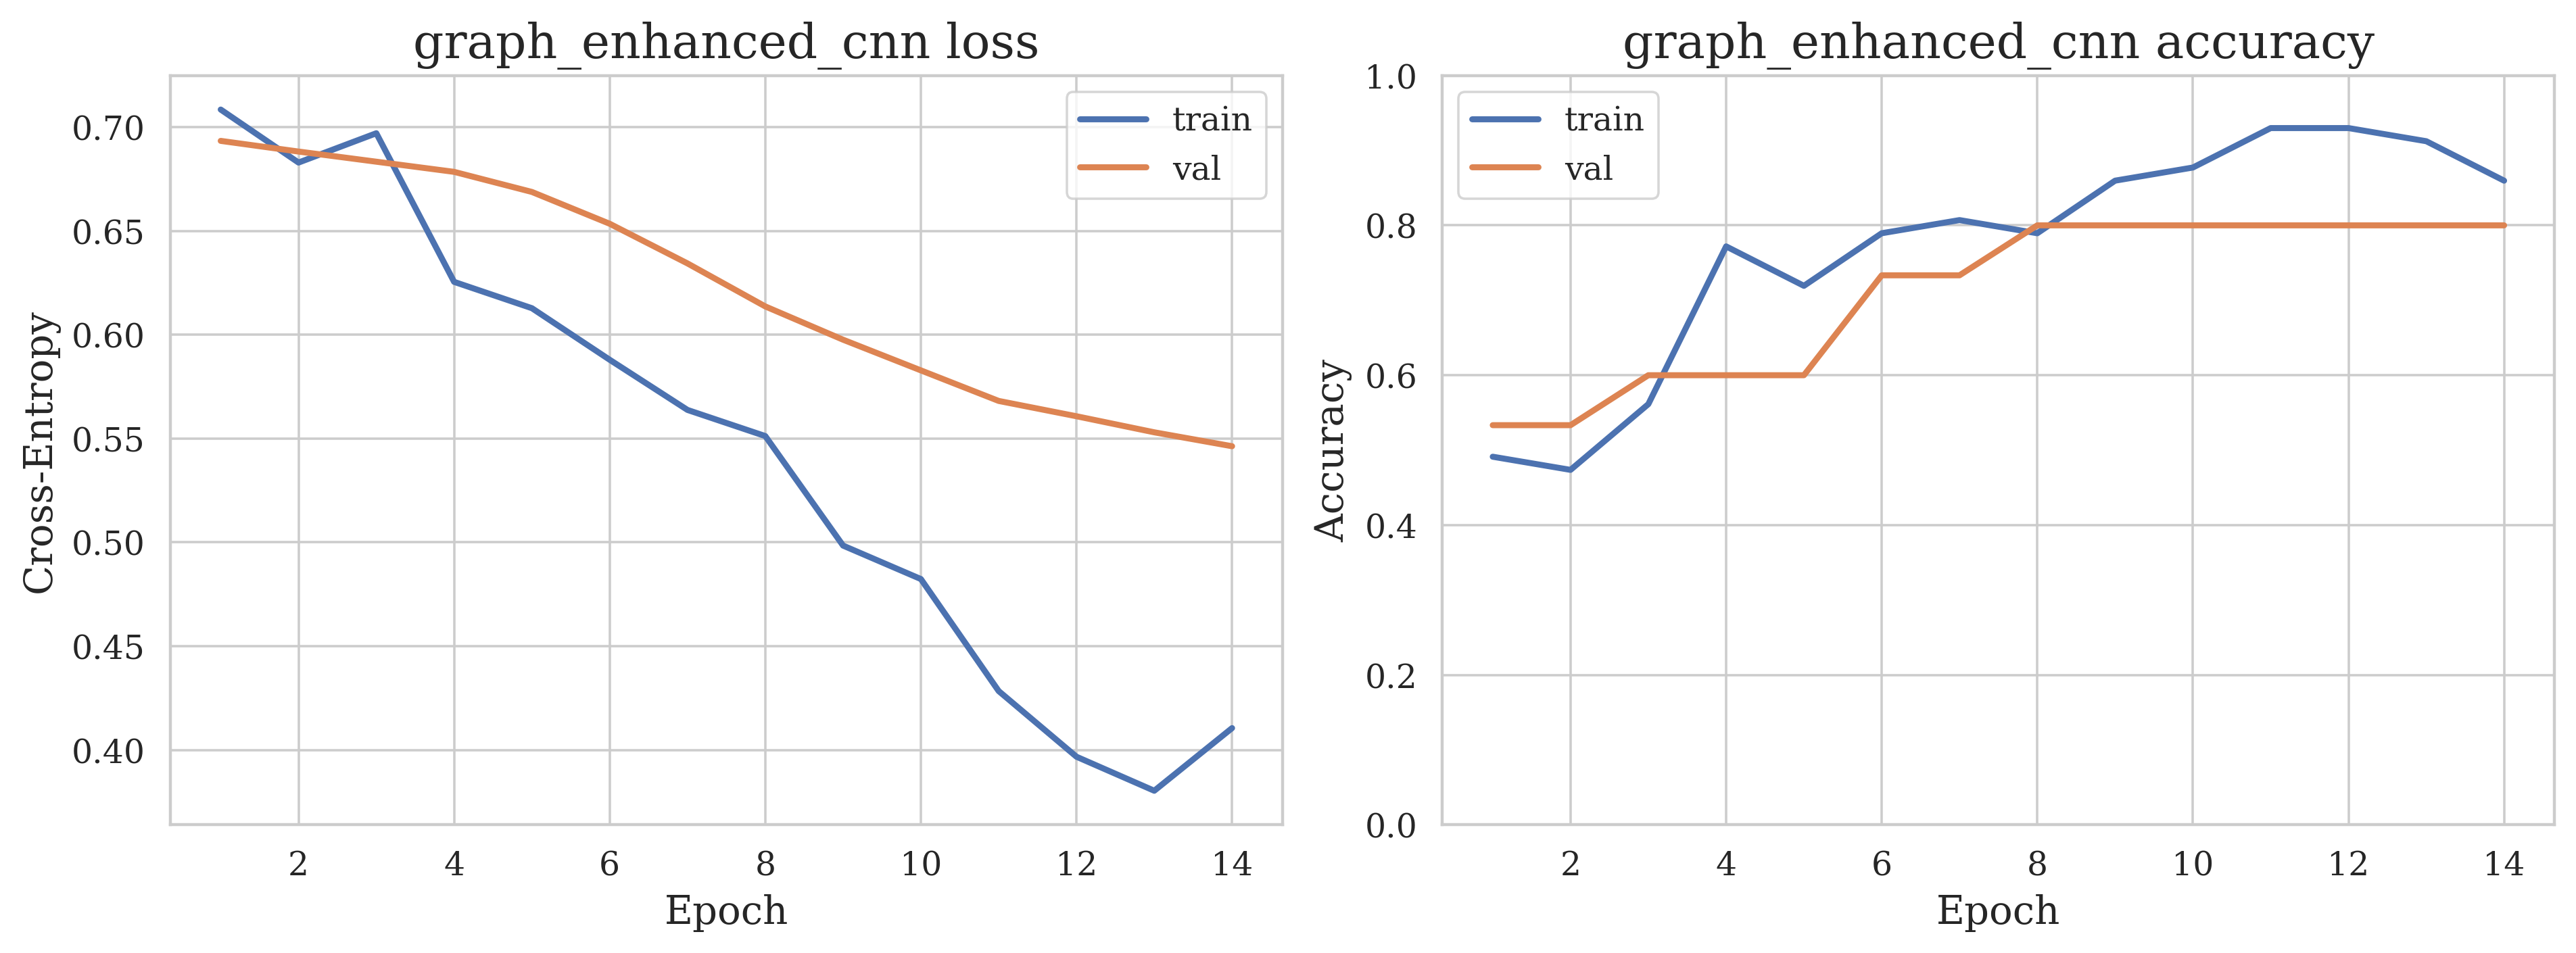 graph_enhanced_cnn loss
Cross-Entropy
0.70
0.65
0.60
0.55
0.50
0.45
0.40
train
val
2 4 6 8 10 12 14
Epoch
graph_enhanced_cnn accuracy
Accuracy
1.0
0.8
0.6
0.4
0.2
0.0
train
val
2 4 6 8 10 12 14
Epoch